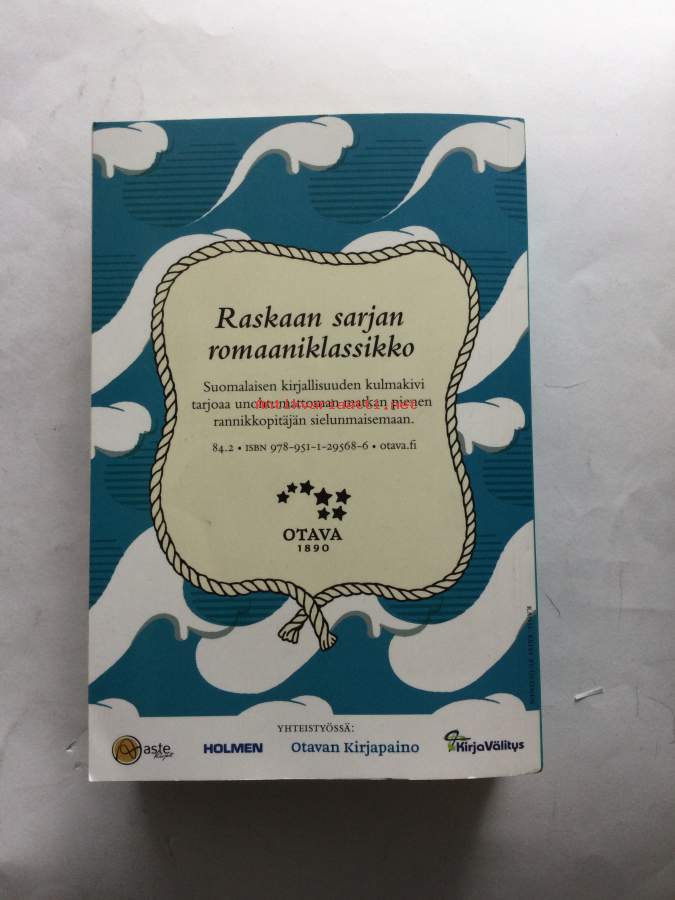 Raskaan sarjan
romaaniklassikko
Suomalaisen kirjallisuuden kulmakivi
tarjoaa unohtumattoman matkan pienen
rannikkopitäjän sielunmaisemaan.
84.2 • ISBN 978-951-1-29568-6 • otava.fi
OTAVA
1890
YHTEISTYÖSSÄ:
aste
HOLMEN
Otavan Kirjapaino
KirjaVälitys